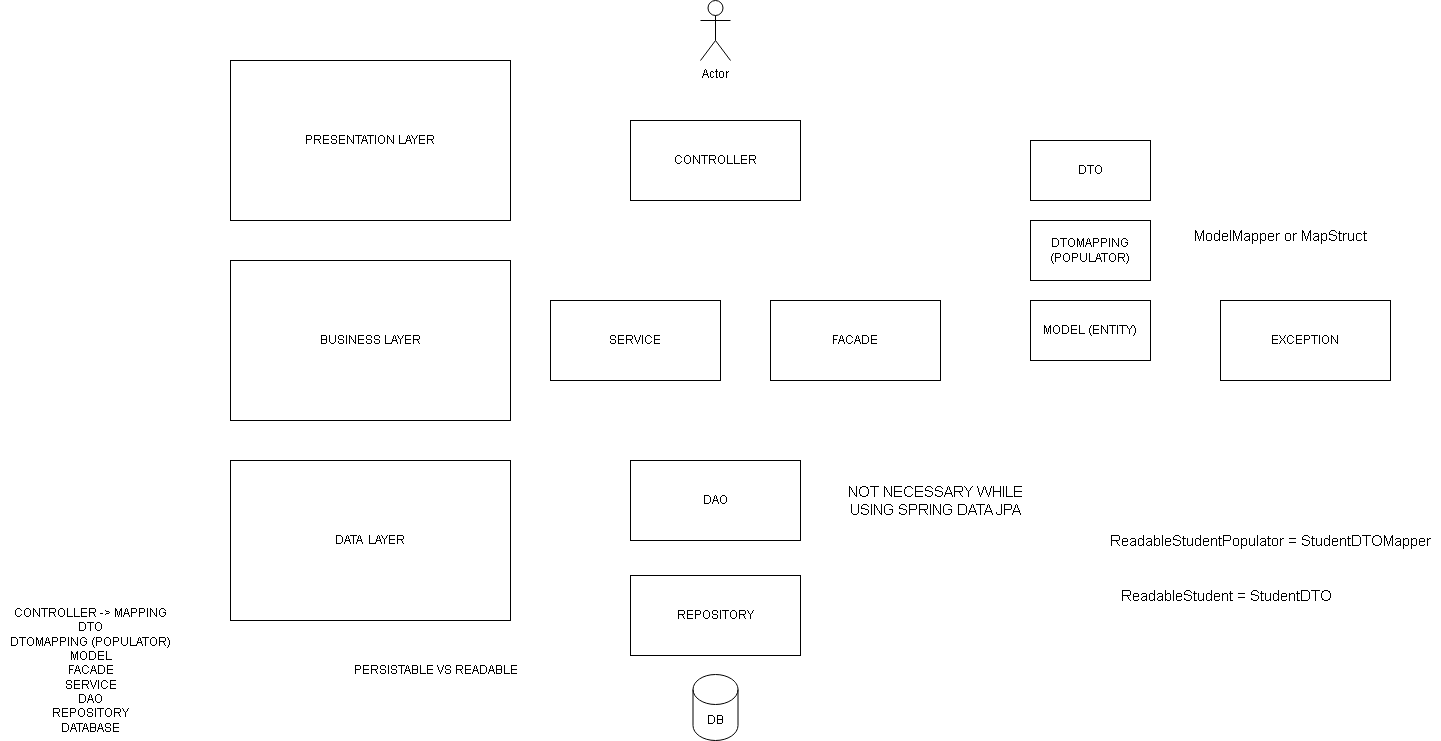 Actor
PRESENTATION LAYER
CONTROLLER
DTO
DTOMAPPING
(POPULATOR)
ModelMapper or MapStruct
BUSINESS LAYER
SERVICE
FACADE
MODEL (ENTITY)
EXCEPTION
DATA LAYER
DAO
NOT NECESSARY WHILE
USING SPRING DATA JPA
ReadableStudentPopulator = StudentDTOMapper
ReadableStudent = StudentDTO
REPOSITORY
CONTROLLER -> MAPPING
DTO
DTOMAPPING (POPULATOR)
MODEL
FACADE
SERVICE
DAO
REPOSITORY
DATABASE
PERSISTABLE VS READABLE
DB